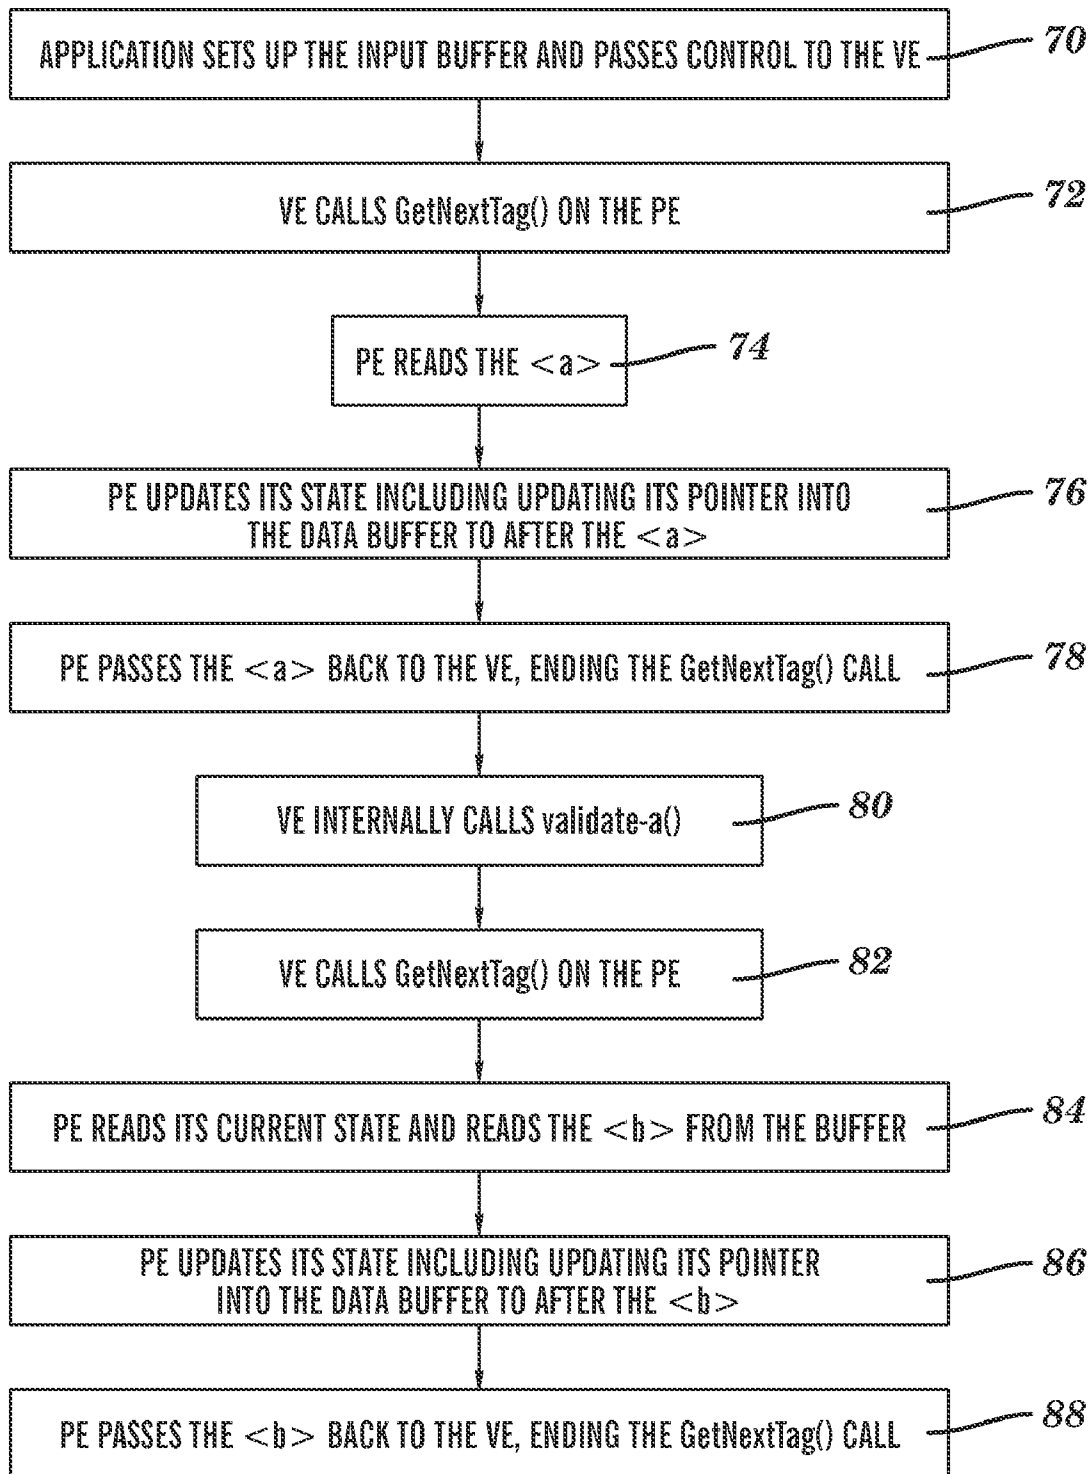 APPLICATION SETS UP THE INPUT BUFFER AND PASSES CONTROL TO THE VE 70
VE CALLS GetNextTag() ON THE PE 72
PE READS THE <a> 74
PE UPDATES ITS STATE INCLUDING UPDATING ITS POINTER INTO 76
THE DATA BUFFER TO AFTER THE <a>
PE PASSES THE <a> BACK TO THE VE, ENDING THE GetNextTag() CALL 78
VE INTERNALLY CALLS validate-a() 80
VE CALLS GetNextTag() ON THE PE 82
PE READS ITS CURRENT STATE AND READS THE <b> FROM THE BUFFER 84
PE UPDATES ITS STATE INCLUDING UPDATING ITS POINTER 86
INTO THE DATA BUFFER TO AFTER THE <b>
PE PASSES THE <b> BACK TO THE VE, ENDING THE GetNextTag() CALL 88